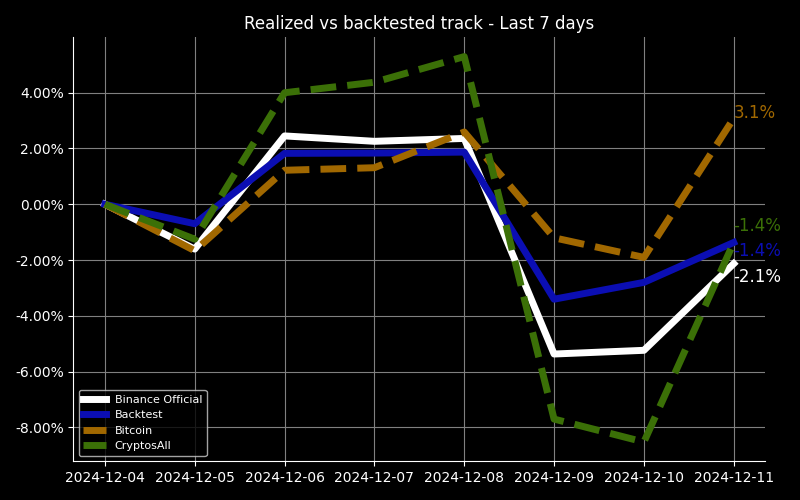 Realized vs backtested track - Last 7 days
4.00%
2.00%
0.00%
-2.00%
-4.00%
-6.00%
-8.00%
3.1%
-1.4%
-1.4%
-2.1%
Binance Official
Backtest
Bitcoin
CryptosAll
2024-12-04 2024-12-05 2024-12-06 2024-12-07 2024-12-08 2024-12-09 2024-12-10 2024-12-11